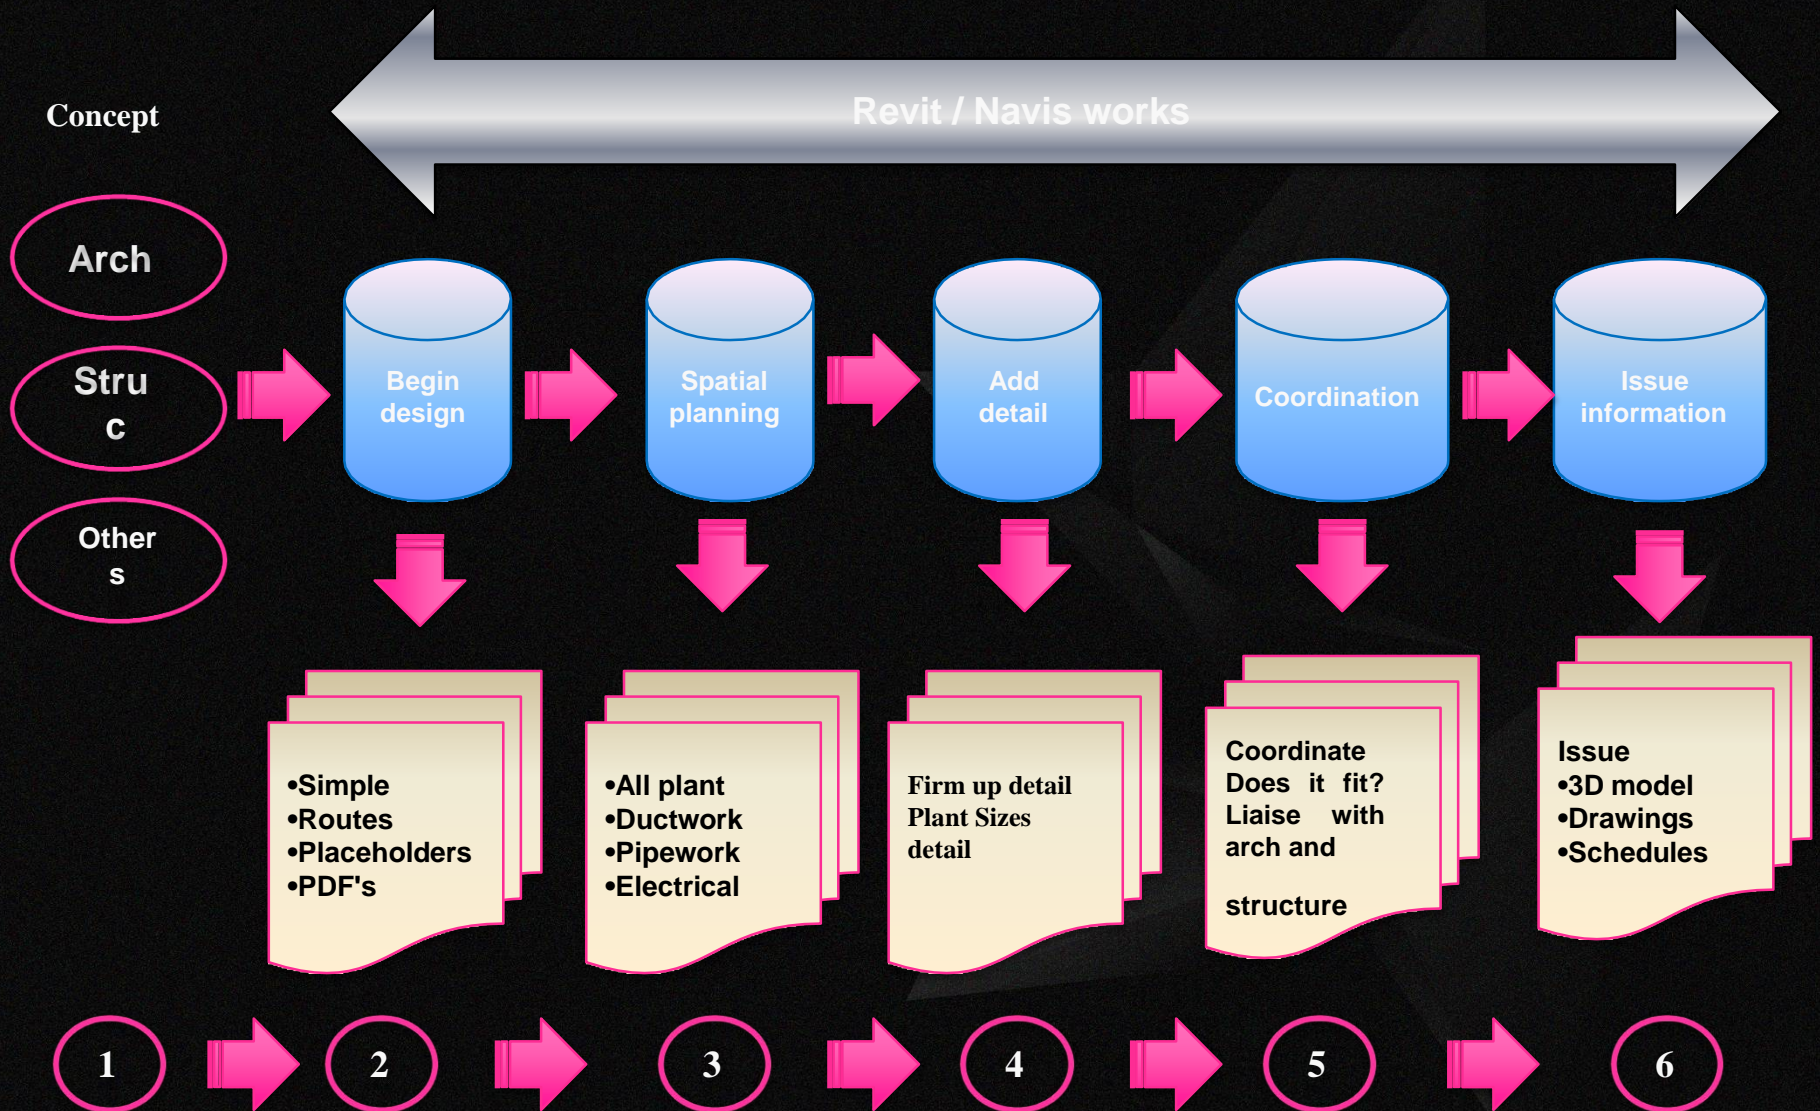 Concept
Revit / Navis works
Arch
Stru
c
Other
s
Begin
design
Spatial
planning
Add
detail
Coordination
Issue
information
•Simple
•Routes
•Placeholders
•PDF's
•All plant
•Ductwork
•Pipework
•Electrical
Firm up detail
Plant Sizes
detail
Coordinate
Does it fit?
Liaise with
arch and
structure
Issue
•3D model
•Drawings
•Schedules
1
2
3
4
5
6